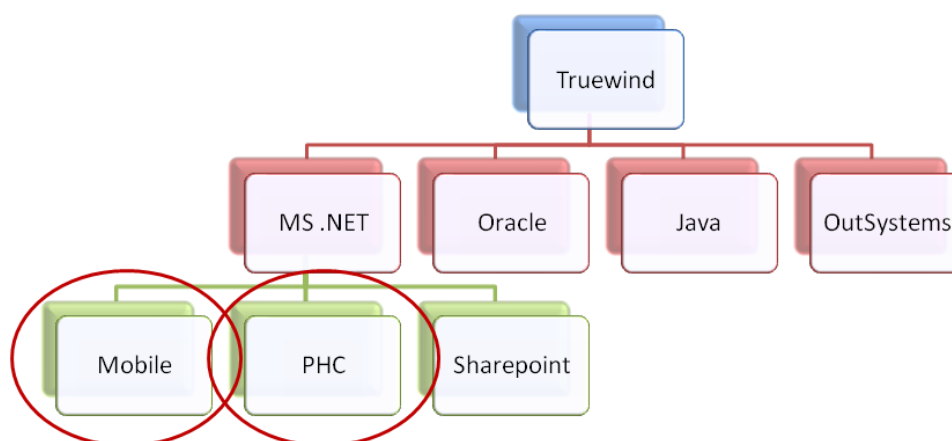 Truewind
MS .NET
Oracle
Java
OutSystems
Mobile
PHC
Sharepoint